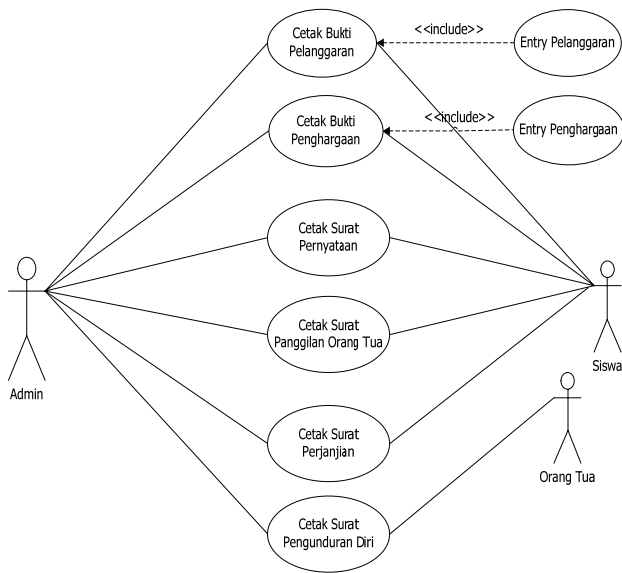 Cetak Bukti
Pelanggaran
<<include>>
Entry Pelanggaran
Cetak Bukti
Penghargaan
<<include>>
Entry Penghargaan
Cetak Surat
Pernyataan
Cetak Surat
Panggilan Orang Tua
Admin
Siswa
Cetak Surat
Perjanjian
Orang Tua
Cetak Surat
Pengunduran Diri